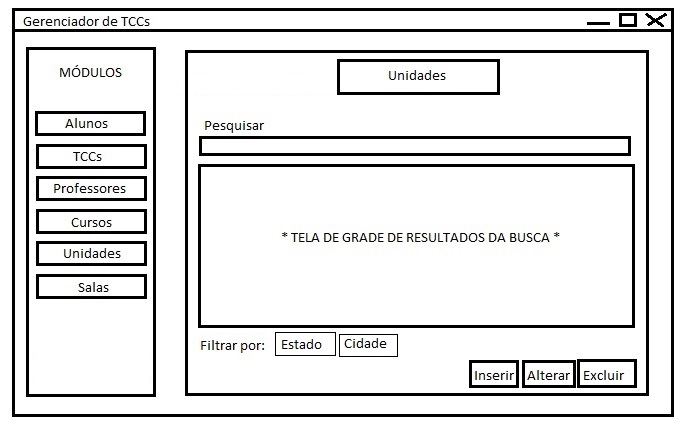 Gerenciador de TCCs
MÓDULOS
Alunos
TCCs
Professores
Cursos
Unidades
Salas
Unidades
Pesquisar
* TELA DE GRADE DE RESULTADOS DA BUSCA *
Filtrar por: Estado Cidade
Inserir Alterar Excluir